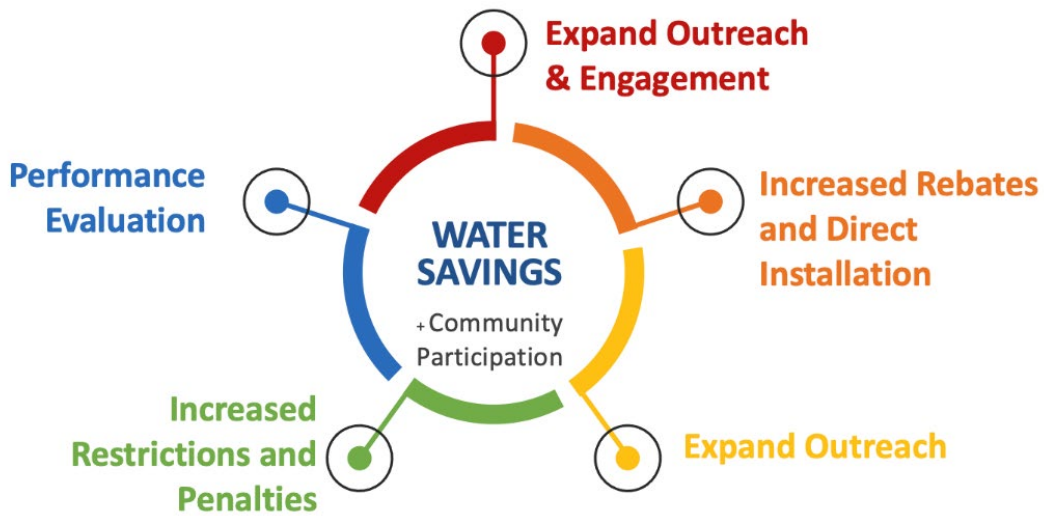 Expand Outreach
& Engagement
Performance
Evaluation
Increased Rebates
and Direct
Installation
WATER
SAVINGS
+ Community
Participation
Increased
Restrictions and
Penalties
Expand Outreach